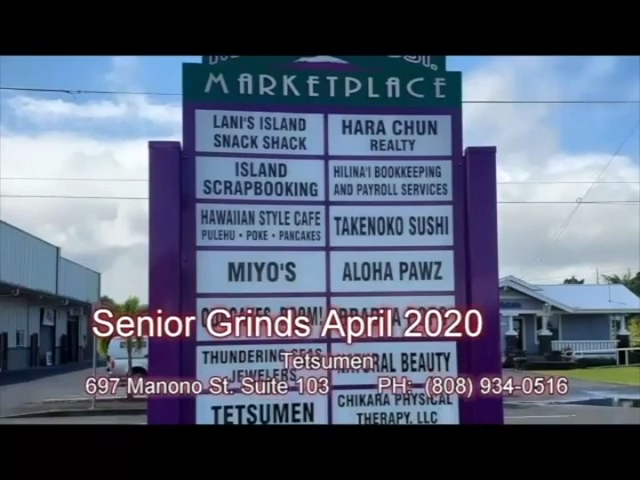 MARKETPLACE
LANI'S ISLAND
SNACK SHACK
HARA CHUN
REALTY
ISLAND
SCRAPBOOKING
HILINA'I BOOKKEEPING
AND PAYROLL SERVICES
HAWAIIAN STYLE CAFE
PULEHU • POKE • PANCAKES
TAKENOKO SUSHI
MIYO'S
ALOHA PAWZ
Senior Grinds April 2020
THUNDERING SEAS
JEWELERS
BEAUTY
Tetsumen
697 Manono St. Suite 103 PH: (808) 934-0516
TETSUMEN
CHIKARA PHYSICAL
THERAPY, LLC